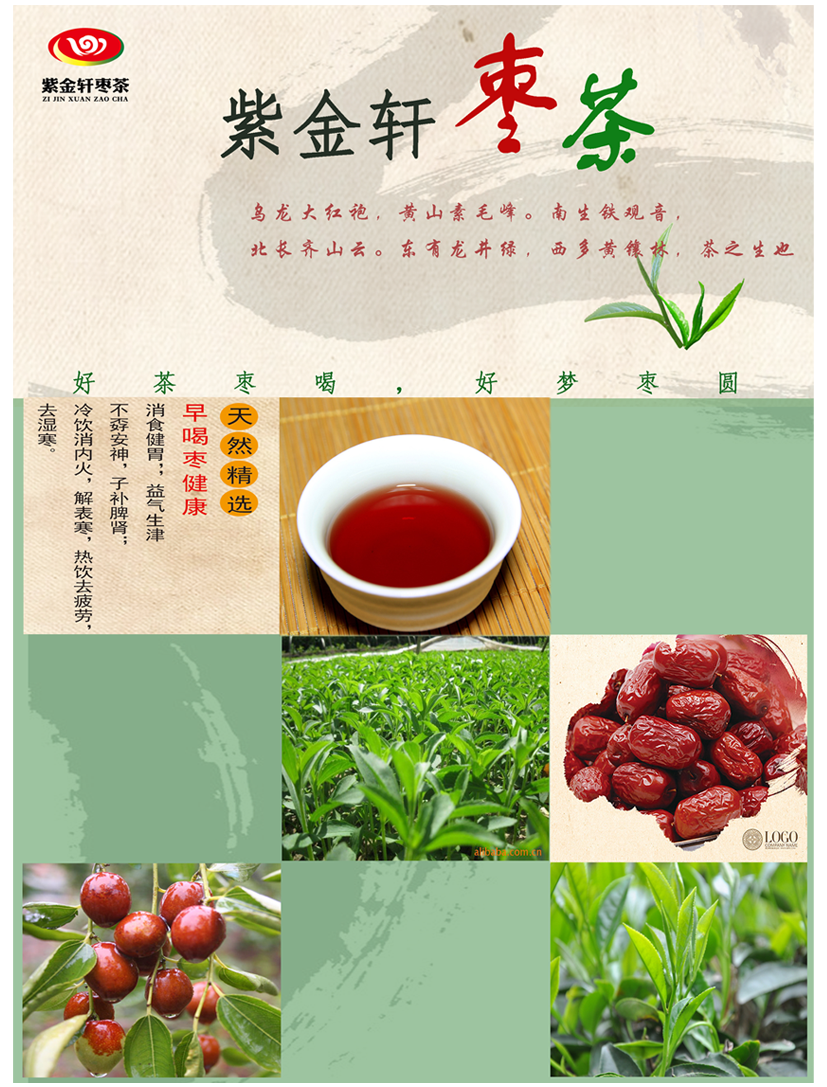 紫金轩枣茶
ZI JIN XUAN ZAO CHA
紫金轩枣茶
乌龙大红袍，黄山素毛峰。南生铁观音，
北长齐山云。东有龙井绿，西多黄镶林，茶之生也
好茶枣喝，好梦枣圆
天然精选
早喝枣健康
消食健胃，，益气生津
不孬安神，子补脾肾；，
冷饮消内火，解表寒，热饮去疲劳，
去湿寒。
alibaba.com.cn
LOGO
COMPANY NAME